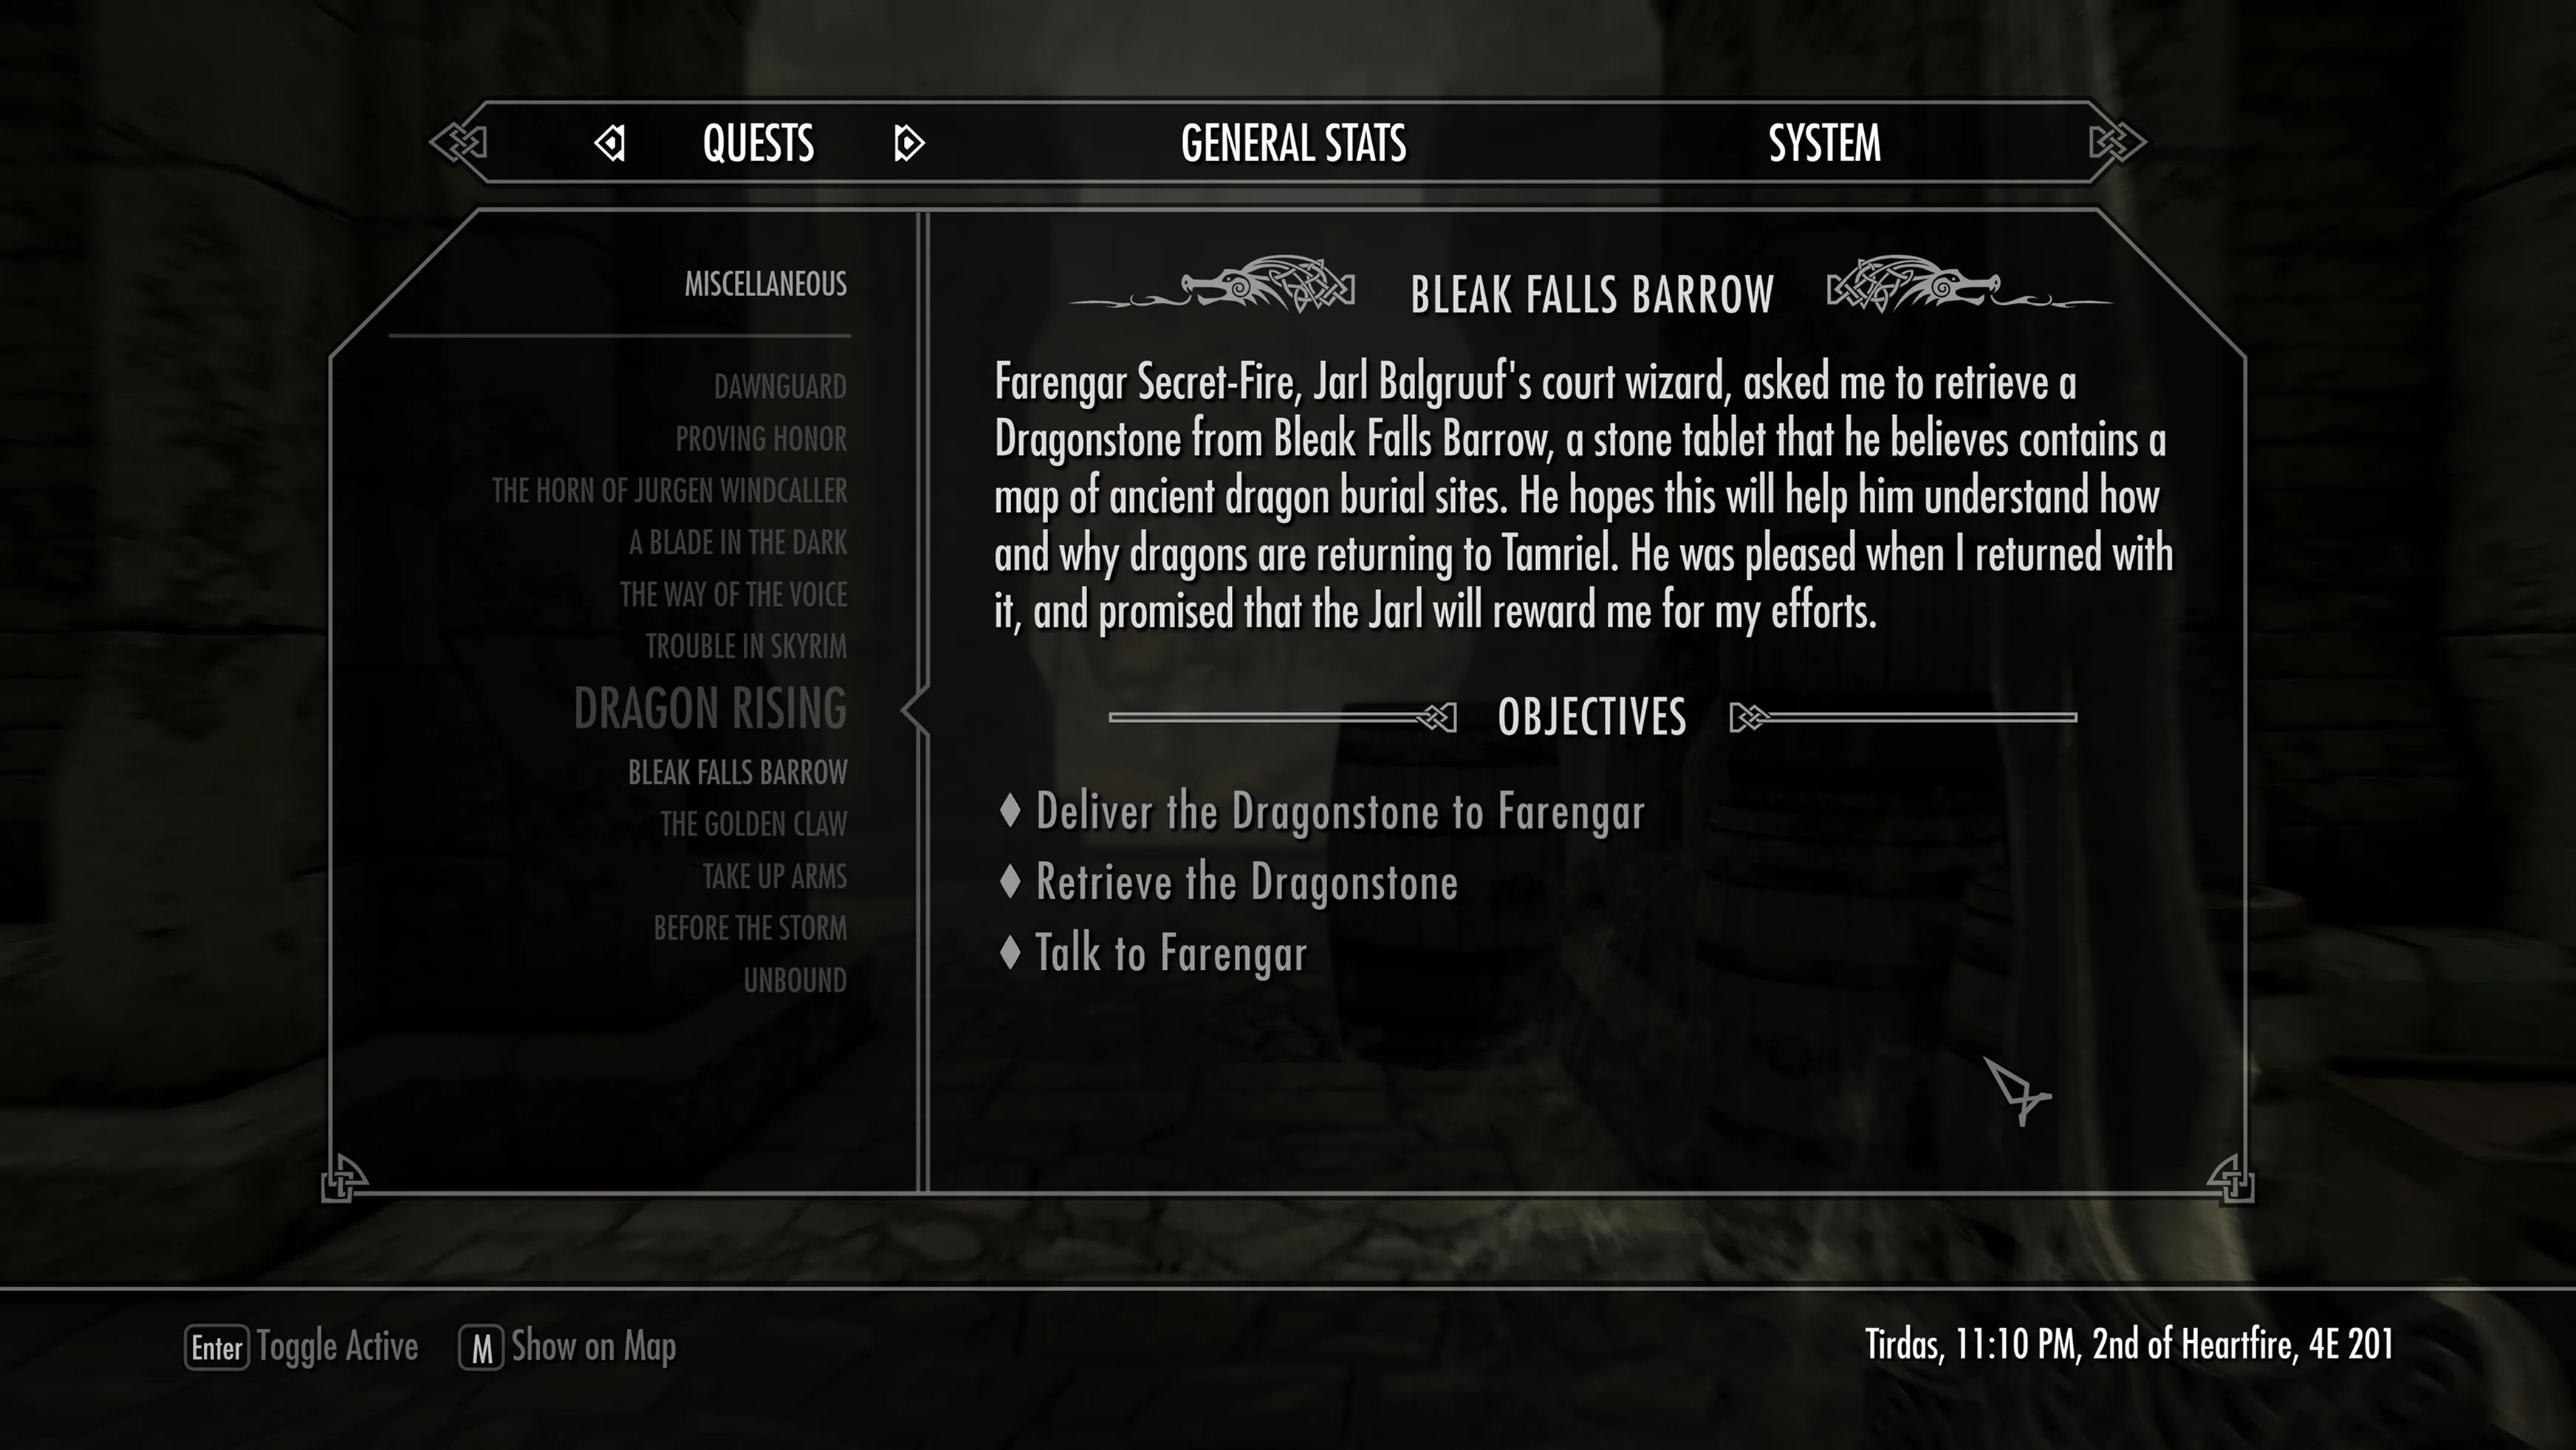 QUESTS
GENERAL STATS
SYSTEM
MISCELLANEOUS
DAWNGUARD
PROVING HONOR
THE HORN OF JURGEN WINDCALLER
A BLADE IN THE DARK
THE WAY OF THE VOICE
TROUBLE IN SKYRIM
DRAGON RISING
BLEAK FALLS BARROW
THE GOLDEN CLAW
TAKE UP ARMS
BEFORE THE STORM
UNBOUND
BLEAK FALLS BARROW
Farengar Secret-Fire, Jarl Balgruuf's court wizard, asked me to retrieve a
Dragonstone from Bleak Falls Barrow, a stone tablet that he believes contains a
map of ancient dragon burial sites. He hopes this will help him understand how
and why dragons are returning to Tamriel. He was pleased when I returned with
it, and promised that the Jarl will reward me for my efforts.
OBJECTIVES
Deliver the Dragonstone to Farengar
Retrieve the Dragonstone
Talk to Farengar
Enter Toggle Active
M Show on Map
Tirdas, 11:10 PM, 2nd of Heartfire, 4E 201